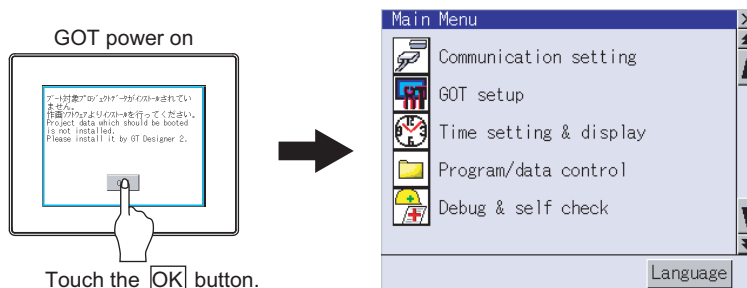 GOT power on
ブート対象プロジェクトデータがインストールされてい
ません。
作画ソフトウェアよりインストールを行ってください。
Project data which should be booted
is not installed.
Please install it by GT Designer 2.
Touch the OK button.
Main Menu
Communication setting
GOT setup
Time setting & display
Program/data control
Debug & self check
Language